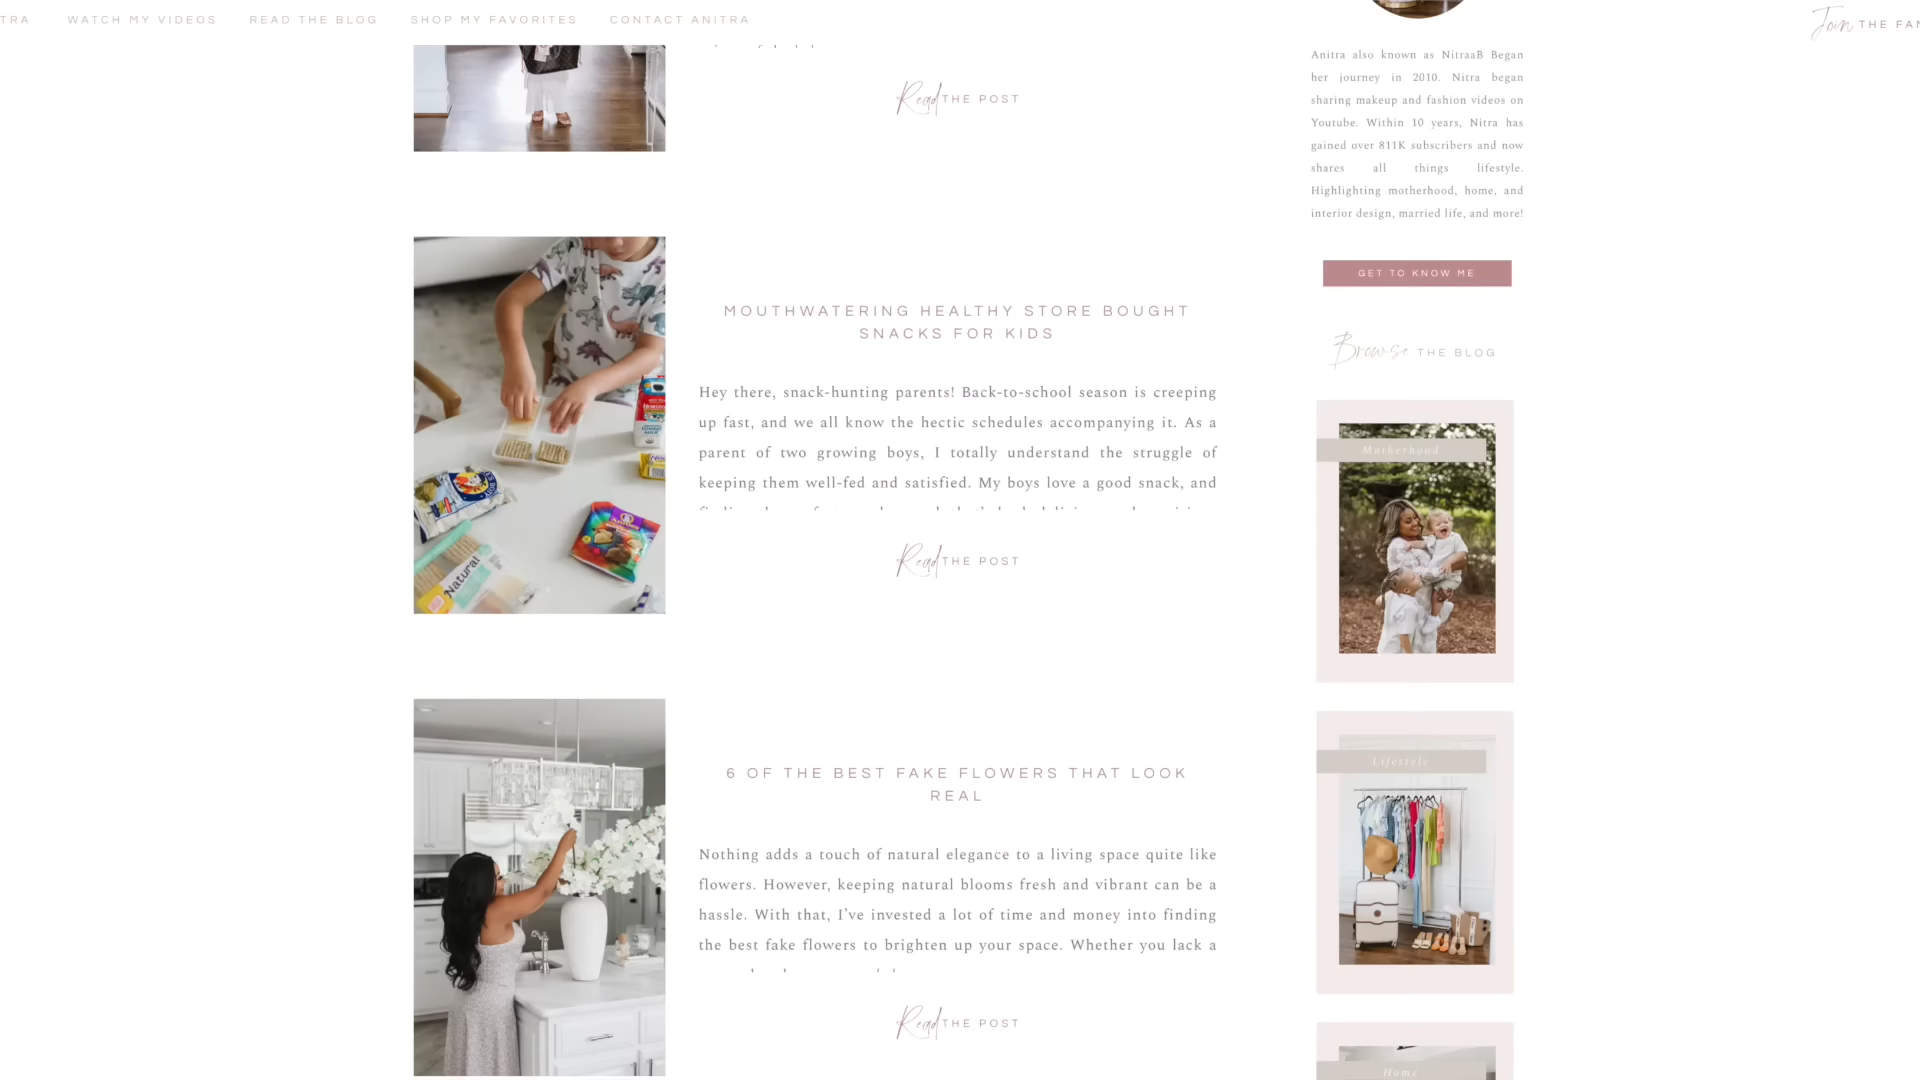 TRA
WATCH MY VIDEOS
READ THE BLOG
SHOP MY FAVORITES
CONTACT ANITRA
Join THE FAM
Read THE POST
MOUTHWATERING HEALTHY STORE BOUGHT
SNACKS FOR KIDS
Hey there, snack-hunting parents! Back-to-school season is creeping
up fast, and we all know the hectic schedules accompanying it. As a
parent of two growing boys, I totally understand the struggle of
keeping them well-fed and satisfied. My boys love a good snack, and
Read THE POST
6 OF THE BEST FAKE FLOWERS THAT LOOK
REAL
Nothing adds a touch of natural elegance to a living space quite like
flowers. However, keeping natural blooms fresh and vibrant can be a
hassle. With that, I’ve invested a lot of time and money into finding
the best fake flowers to brighten up your space. Whether you lack a
Read THE POST
Anitra also known as NitraaB Began
her journey in 2010. Nitra began
sharing makeup and fashion videos on
Youtube. Within 10 years, Nitra has
gained over 811K subscribers and now
shares all things lifestyle.
Highlighting motherhood, home, and
interior design, married life, and more!
GET TO KNOW ME
Browse THE BLOG
Motherhood
Lifestyle
Home
Annie's
Natural